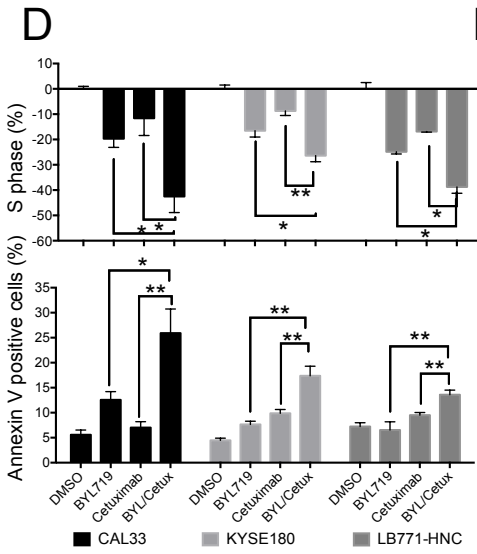 D
S phase (%)
10
0
-10
-20
-30
-40
-50
-60
* *
**
*
*
*
Annexin V positive cells (%)
40
35
30
25
20
15
10
5
0
*
**
**
**
**
**
DMSO
BYL719
Cetuximab
BYL/Cetux
DMSO
BYL719
Cetuximab
BYL/Cetux
DMSO
BYL719
Cetuximab
BYL/Cetux
CAL33
KYSE180
LB771-HNC